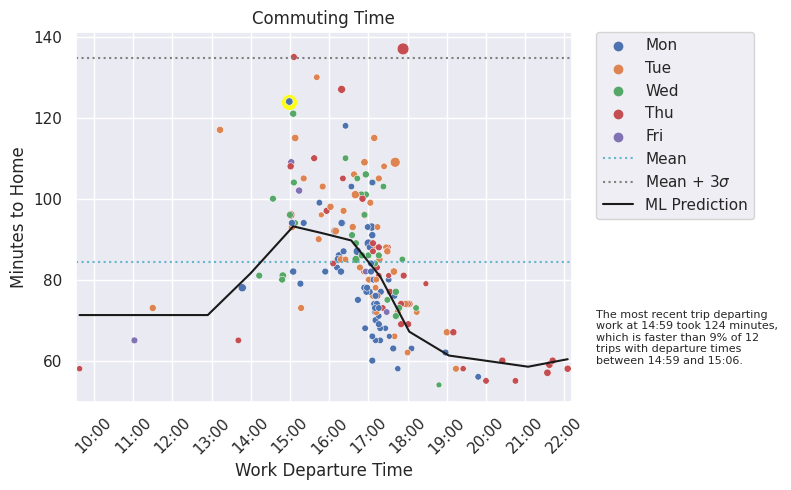 Commuting Time
Minutes to Home
140
120
100
80
60
10:00
11:00
12:00
13:00
14:00
15:00
16:00
17:00
18:00
19:00
20:00
21:00
22:00
Work Departure Time
Mon
Tue
Wed
Thu
Fri
Mean
Mean + 3σ
ML Prediction
The most recent trip departing
work at 14:59 took 124 minutes,
which is faster than 9% of 12
trips with departure times
between 14:59 and 15:06.